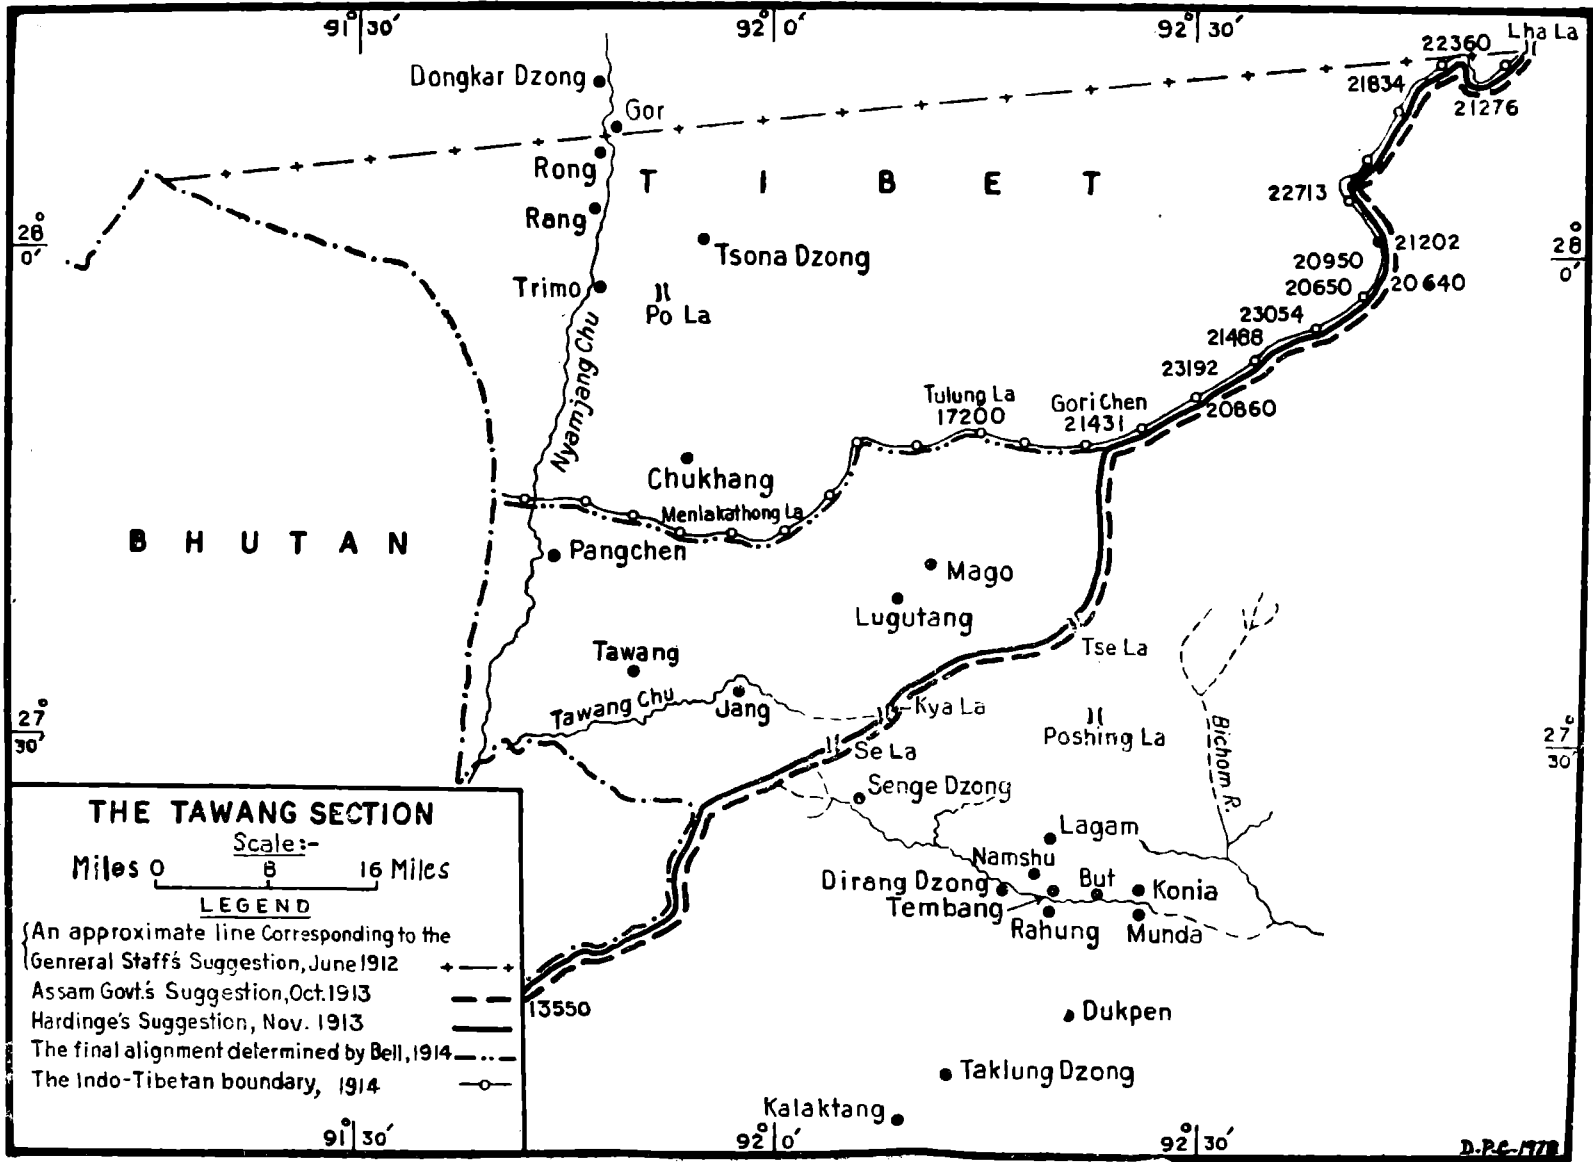 91° 30′
92° 0′
92° 30′
Lha La
22360
Dongkar Dzong
21834
21276
Gor
Rong
T I B E T
22713
Rang
28° 0′
Tsona Dzong
21202
28° 0′
20950
Trimo
20650
20640
Po La
23054
21488
Nyamjang Chu
23192
Tulung La
17200
Gori Chen
21431
20860
Chukhang
Menlakathong La
B H U T A N
Pangchen
Mago
Lugutang
Tawang
Tse La
Tawang Chu
Jang
Kya La
27° 30′
Poshing La
Bichom R.
27° 30′
Se La
Senge Dzong
THE TAWANG SECTION
Scale:-
Miles 0 8 16 Miles
Lagam
Namshu
Dirang Dzong
But
Konia
Tembang
Rahung
Munda
LEGEND
An approximate line Corresponding to the
Genreral Staff's Suggestion, June 1912
Assam Govt.'s Suggestion, Oct. 1913
Hardinge's Suggestion, Nov. 1913
The final alignment determined by Bell, 1914
The Indo-Tibetan boundary, 1914
13550
Dukpen
Taklung Dzong
Kalaktang
91° 30′
92° 0′
92° 30′
D.P.C-1978